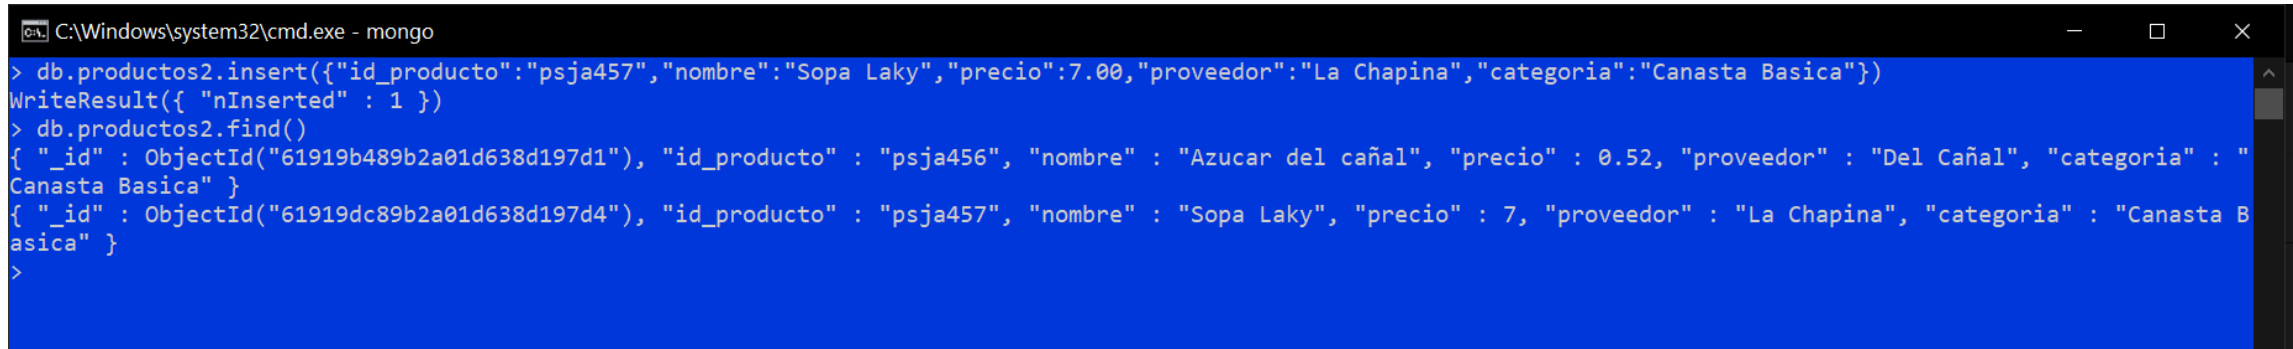 C:\Windows\system32\cmd.exe - mongo
> db.productos2.insert({"id_producto":"psja457","nombre":"Sopa Laky","precio":7.00,"proveedor":"La Chapina","categoria":"Canasta Basica"})
WriteResult({ "nInserted" : 1 })
> db.productos2.find()
{ "_id" : ObjectId("61919b489b2a01d638d197d1"), "id_producto" : "psja456", "nombre" : "Azucar del cañal", "precio" : 0.52, "proveedor" : "Del Cañal", "categoria" : "
Canasta Basica" }
{ "_id" : ObjectId("61919dc89b2a01d638d197d4"), "id_producto" : "psja457", "nombre" : "Sopa Laky", "precio" : 7, "proveedor" : "La Chapina", "categoria" : "Canasta B
asica" }
>